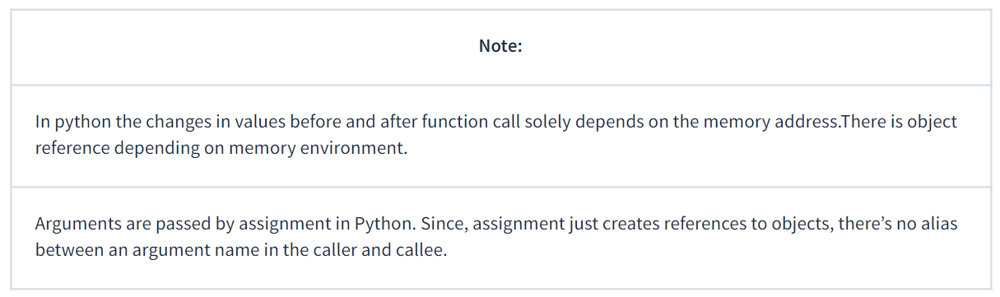 Note:
In python the changes in values before and after function call solely depends on the memory address.There is object
reference depending on memory environment.
Arguments are passed by assignment in Python. Since, assignment just creates references to objects, there’s no alias
between an argument name in the caller and callee.